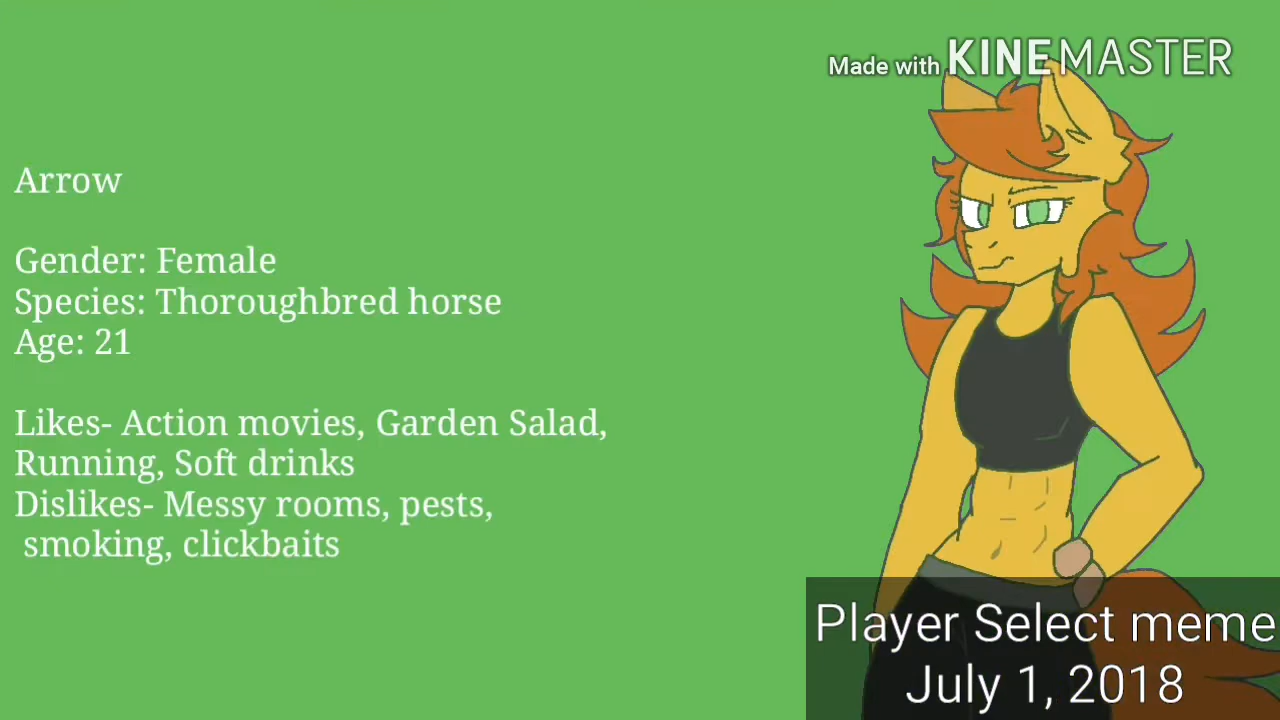 Made with KINEMASTER
Arrow
Gender: Female
Species: Thoroughbred horse
Age: 21
Likes- Action movies, Garden Salad,
Running, Soft drinks
Dislikes- Messy rooms, pests,
smoking, clickbaits
Player Select meme
July 1, 2018